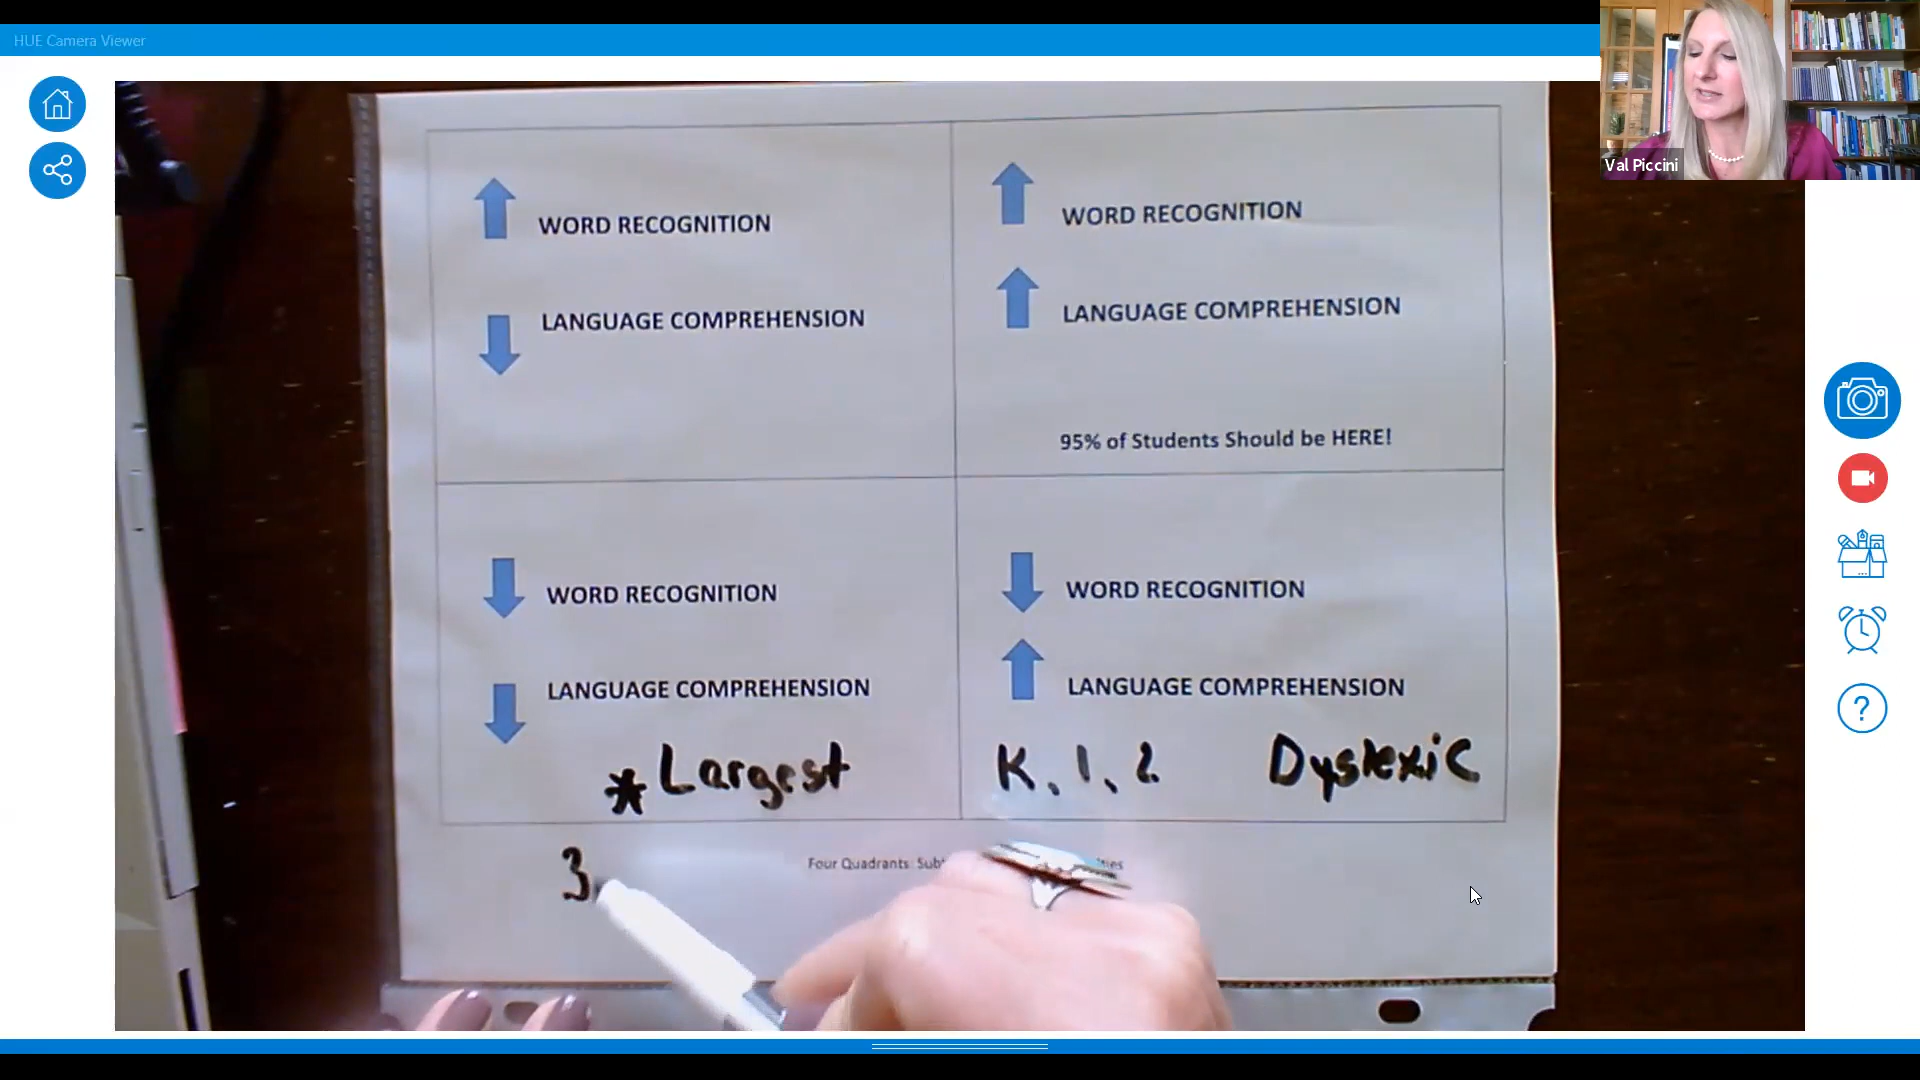 HUE Camera Viewer
Val Piccini
WORD RECOGNITION
LANGUAGE COMPREHENSION
WORD RECOGNITION
LANGUAGE COMPREHENSION
95% of Students Should be HERE!
WORD RECOGNITION
LANGUAGE COMPREHENSION
*Largest
WORD RECOGNITION
LANGUAGE COMPREHENSION
K, 1, 2 Dyslexic
3
Four Quadrants:
?